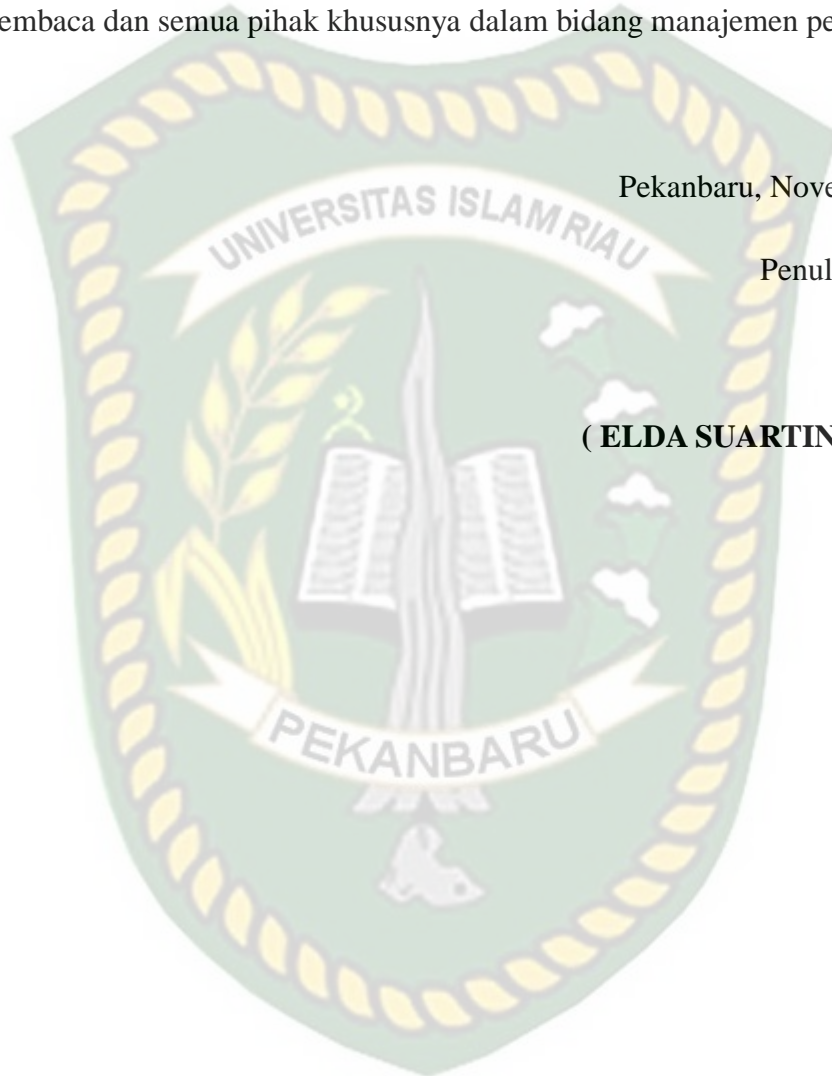 embaca dan semua pihak khususnya dalam bidang manajemen pe
Pekanbaru, Nove
UNIVERSITAS ISLAM RIAU
Penul
( ELDA SUARTIN
PEKANBARU